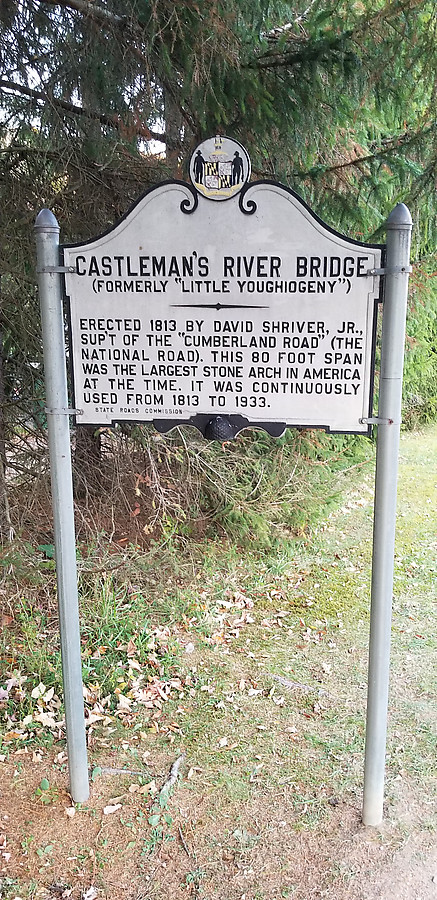 CASTLEMAN'S RIVER BRIDGE
(FORMERLY "LITTLE YOUGHIOGENY")
ERECTED 1813 BY DAVID SHRIVER, JR.,
SUP'T OF THE "CUMBERLAND ROAD" (THE
NATIONAL ROAD). THIS 80 FOOT SPAN
WAS THE LARGEST STONE ARCH IN AMERICA
AT THE TIME. IT WAS CONTINUOUSLY
USED FROM 1813 TO 1933.
STATE ROADS COMMISSION